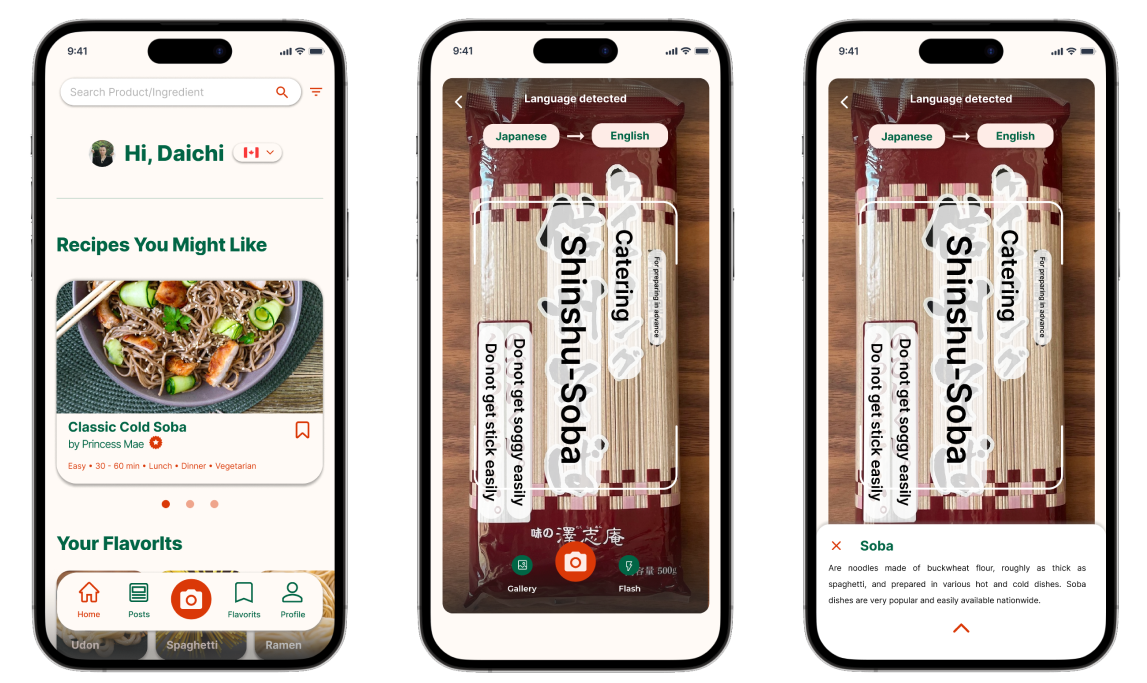 9:41
Search Product/Ingredient
Hi, Daichi
Recipes You Might Like
Classic Cold Soba
by Princess Mae
Easy • 30 - 60 min • Lunch • Dinner • Vegetarian
Your FlavorIts
Home
Posts
Flavorits
Profile
Udon
Spaghetti
Ramen
9:41
Language detected
Japanese → English
For preparing in advance
Catering
Shinshu-Soba
Do not get soggy easily
Do not get stick easily
味の澤志庵
容量 500g
Gallery
Flash
9:41
Language detected
Japanese → English
For preparing in advance
Catering
Shinshu-Soba
Do not get soggy easily
Do not get stick easily
Soba
Are noodles made of buckwheat flour, roughly as thick as
spaghetti, and prepared in various hot and cold dishes. Soba
dishes are very popular and easily available nationwide.